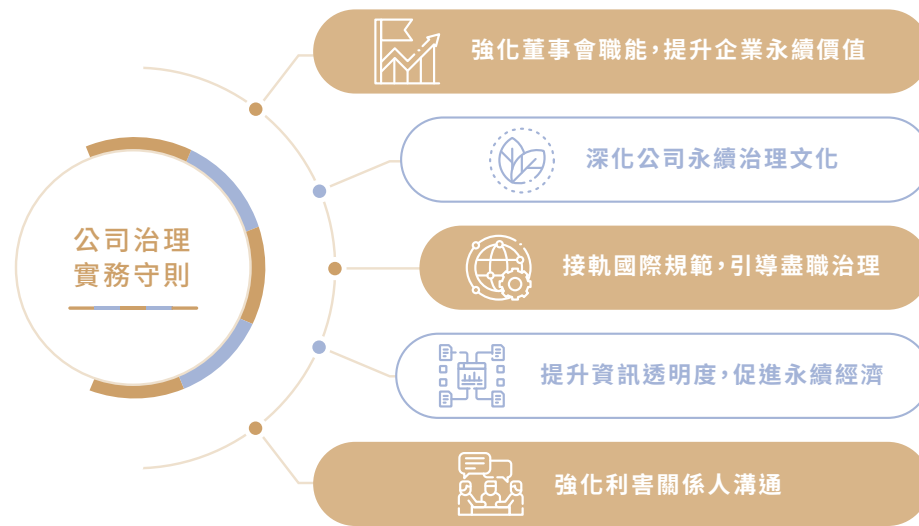 公司治理
實務守則
強化董事會職能，提升企業永續價值
深化公司永續治理文化
接軌國際規範，引導盡職治理
提升資訊透明度，促進永續經濟
強化利害關係人溝通